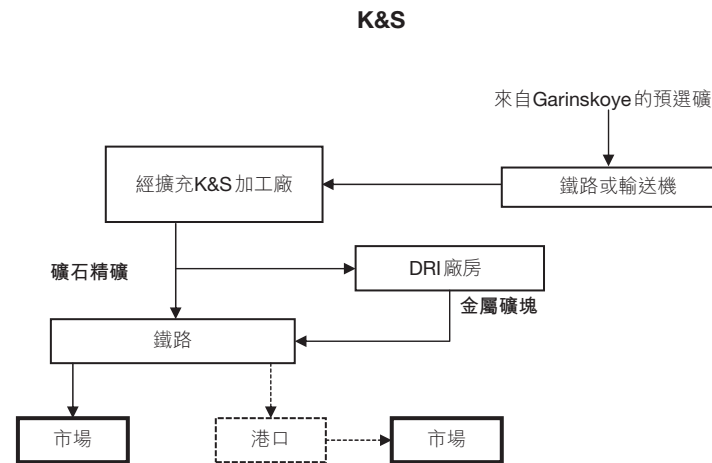 K&S
來自Garinskoye的預選礦
經擴充K&S加工廠
鐵路或輸送機
礦石精礦
DRI廠房
金屬礦塊
鐵路
市場
港口
市場